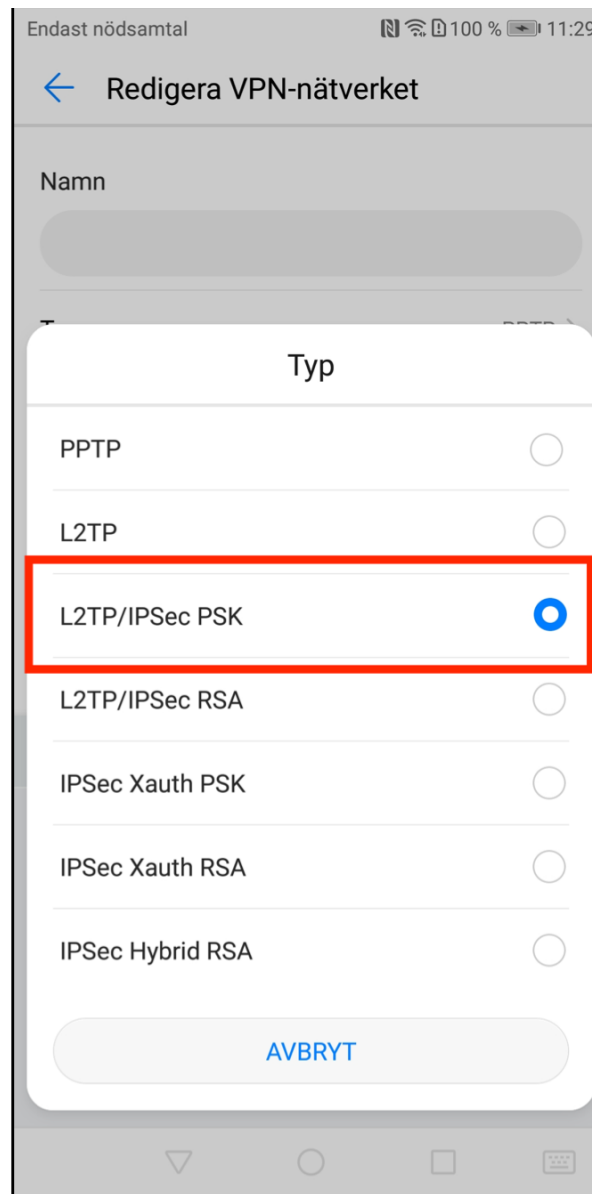 Endast nödsamtal 100 % 11:29
Redigera VPN-nätverket
Namn
Typ
PPTP
L2TP
L2TP/IPSec PSK
L2TP/IPSec RSA
IPSec Xauth PSK
IPSec Xauth RSA
IPSec Hybrid RSA
AVBRYT